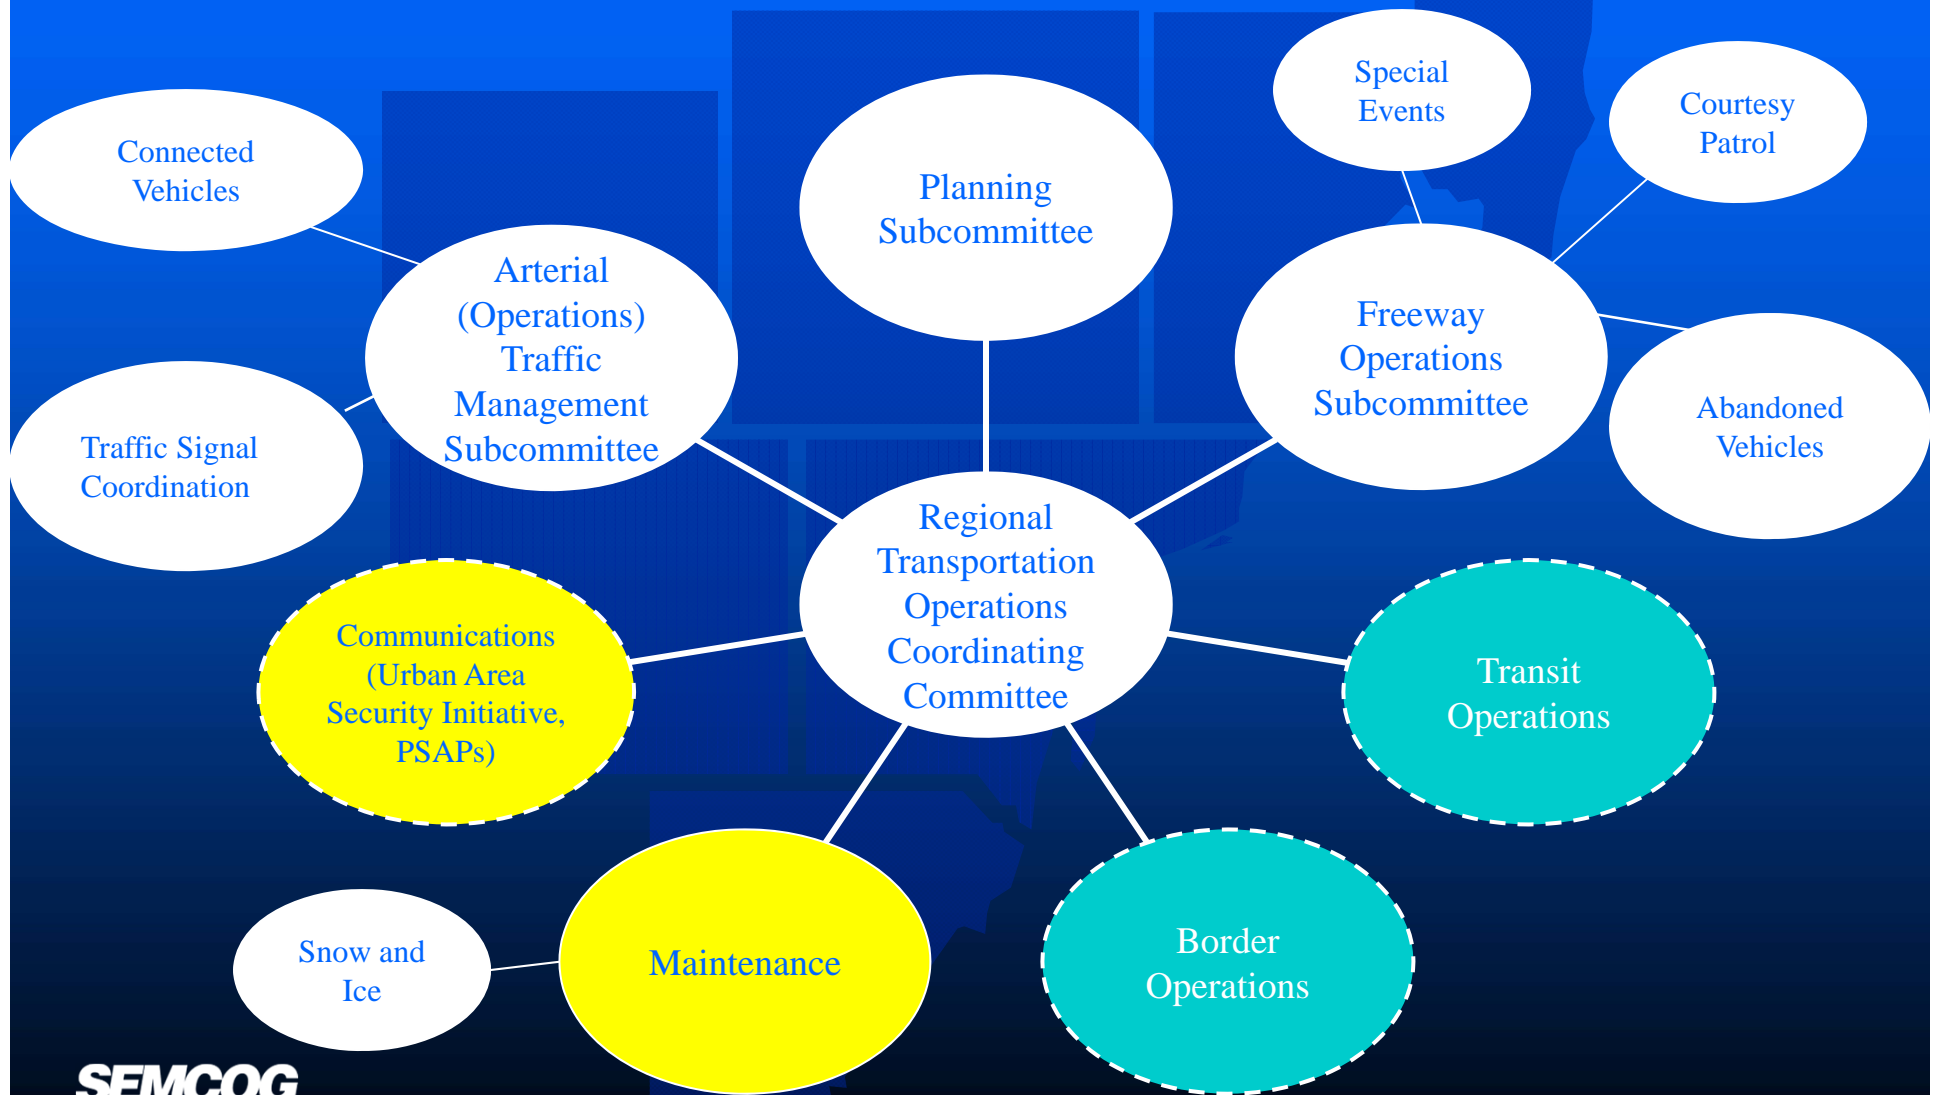 Special
Events
Courtesy
Patrol
Connected
Vehicles
Planning
Subcommittee
Arterial
(Operations)
Traffic
Management
Subcommittee
Freeway
Operations
Subcommittee
Abandoned
Vehicles
Traffic Signal
Coordination
Regional
Transportation
Operations
Coordinating
Committee
Communications
(Urban Area
Security Initiative,
PSAPs)
Transit
Operations
Snow and
Ice
Maintenance
Border
Operations
SEMCOG